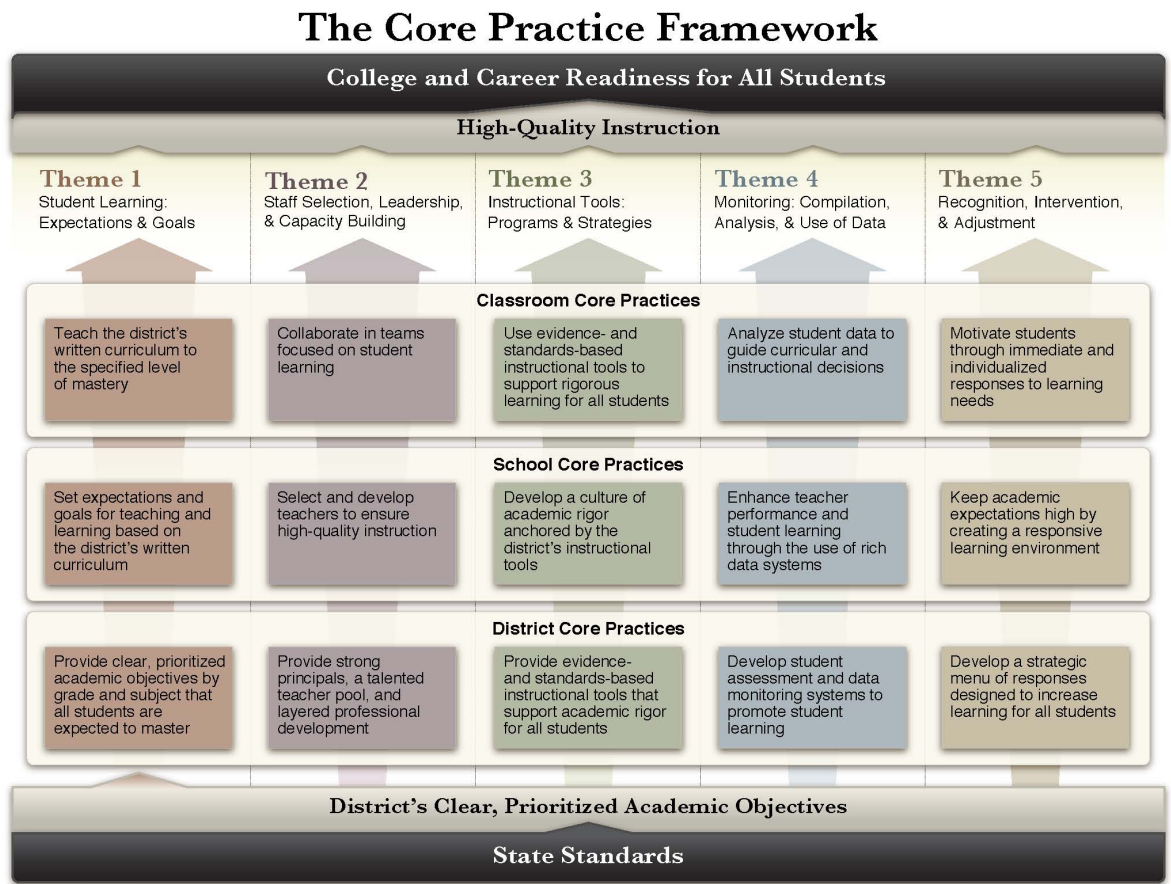 The Core Practice Framework
College and Career Readiness for All Students
High-Quality Instruction
Theme 1
Student Learning:
Expectations & Goals
Theme 2
Staff Selection, Leadership,
& Capacity Building
Theme 3
Instructional Tools:
Programs & Strategies
Theme 4
Monitoring: Compilation,
Analysis, & Use of Data
Theme 5
Recognition, Intervention,
& Adjustment
Classroom Core Practices
Teach the district's
written curriculum to
the specified level
of mastery
Collaborate in teams
focused on student
learning
Use evidence- and
standards-based
instructional tools to
support rigorous
learning for all students
Analyze student data to
guide curricular and
instructional decisions
Motivate students
through immediate and
individualized
responses to learning
needs
School Core Practices
Set expectations and
goals for teaching and
learning based on
the district's written
curriculum
Select and develop
teachers to ensure
high-quality instruction
Develop a culture of
academic rigor
anchored by the
district's instructional
tools
Enhance teacher
performance and
student learning
through the use of rich
data systems
Keep academic
expectations high by
creating a responsive
learning environment
District Core Practices
Provide clear, prioritized
academic objectives by
grade and subject that
all students are
expected to master
Provide strong
principals, a talented
teacher pool, and
layered professional
development
Provide evidence-
and standards-based
instructional tools that
support academic rigor
for all students
Develop student
assessment and data
monitoring systems to
promote student
learning
Develop a strategic
menu of responses
designed to increase
learning for all students
District's Clear, Prioritized Academic Objectives
State Standards